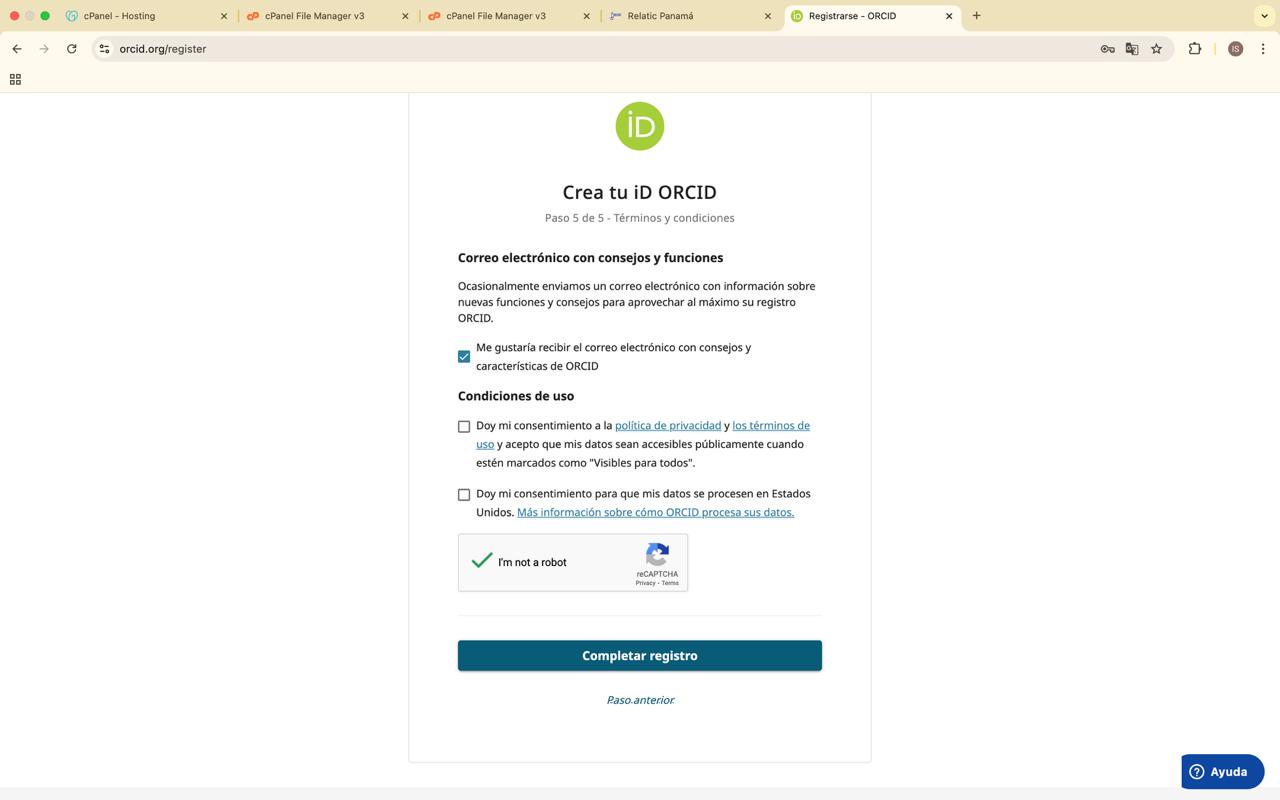 cPanel - Hosting
cPanel File Manager v3
cPanel File Manager v3
Relatic Panamá
Registrarse - ORCID
orcid.org/register
IS
iD
Crea tu iD ORCID
Paso 5 de 5 - Términos y condiciones
Correo electrónico con consejos y funciones
Ocasionalmente enviamos un correo electrónico con información sobre
nuevas funciones y consejos para aprovechar al máximo su registro
ORCID.
Me gustaría recibir el correo electrónico con consejos y
características de ORCID
Condiciones de uso
Doy mi consentimiento a la política de privacidad y los términos de
uso y acepto que mis datos sean accesibles públicamente cuando
estén marcados como "Visibles para todos".
Doy mi consentimiento para que mis datos se procesen en Estados
Unidos. Más información sobre cómo ORCID procesa sus datos.
I'm not a robot
reCAPTCHA
Privacy - Terms
Completar registro
Paso anterior
Ayuda